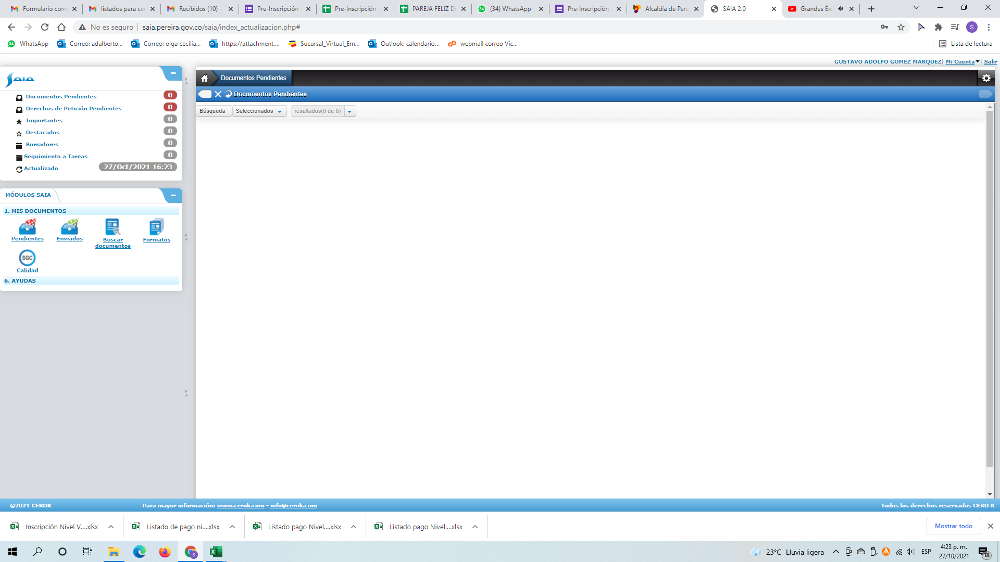 Formulario comp
listados para cer
Recibidos (10) -
Pre-Inscripción
Pre-Inscripción
PAREJA FELIZ D
(34) WhatsApp
Pre-Inscripción
Alcaldía de Pere
SAIA 2.0
Grandes Éxi
No es seguro
saia.pereira.gov.co/saia/index_actualizacion.php#
S
WhatsApp
Correo: adalberto...
Correo: olga cecilia...
https://attachment....
Sucursal_Virtual_Em...
Outlook: calendario...
webmail correo Vic...
Lista de lectura
GUSTAVO ADOLFO GOMEZ MARQUEZ| Mi Cuenta | Salir
SAIA
Documentos Pendientes 0
Derechos de Petición Pendientes 0
Importantes 0
Destacados 0
Borradores 0
Seguimiento a Tareas 0
Actualizado 27/Oct/2021 16:23
MÓDULOS SAIA
1. MIS DOCUMENTOS
Pendientes
Enviados
Buscar documentos
Formatos
SGC
Calidad
6. AYUDAS
Documentos Pendientes
Documentos Pendientes
Búsqueda
Seleccionados
resultados(0 de 0)
©2021 CEROK
Para mayor información: www.cerok.com - info@cerok.com
Todos los derechos reservados CERO K
Inscripción Nivel V....xlsx
Listado de pago ni....xlsx
Listado pago Nivel....xlsx
Listado pago Nivel....xlsx
Mostrar todo
23°C Lluvia ligera
ESP
4:23 p. m.
27/10/2021
18